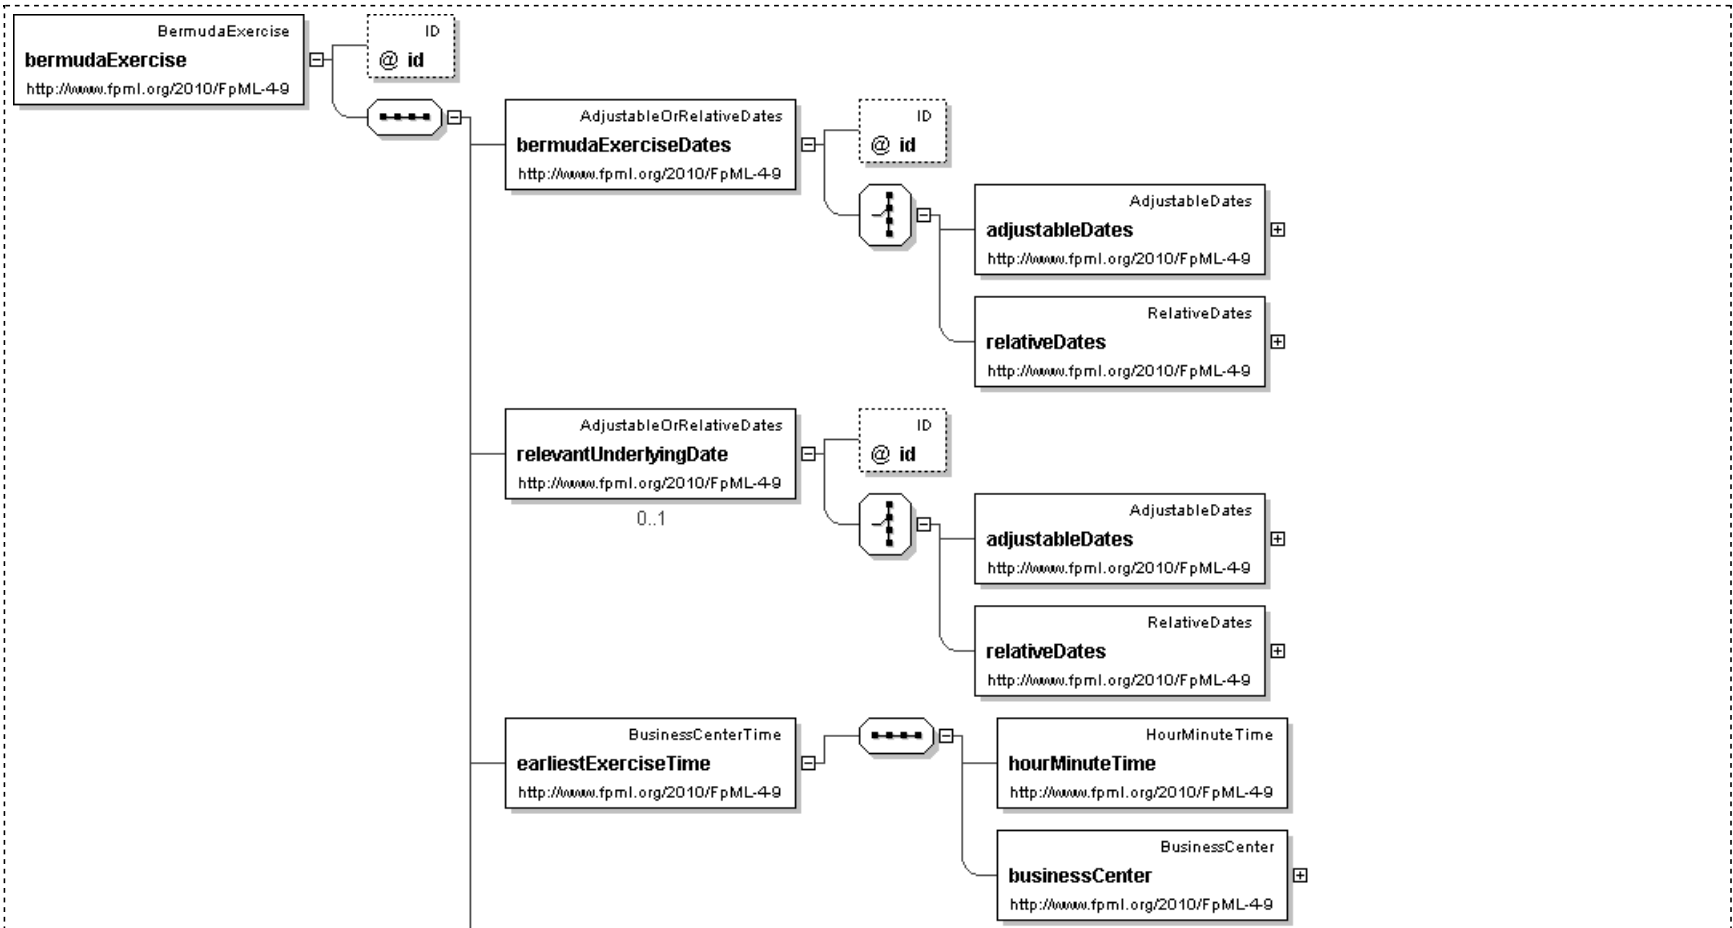 BermudaExercise
bermudaExercise
http://www.fpml.org/2010/FpML-4-9
ID
@ id
AdjustableOrRelativeDates
bermudaExerciseDates
http://www.fpml.org/2010/FpML-4-9
ID
@ id
AdjustableDates
adjustableDates
http://www.fpml.org/2010/FpML-4-9
RelativeDates
relativeDates
http://www.fpml.org/2010/FpML-4-9
AdjustableOrRelativeDates
relevantUnderlyingDate
http://www.fpml.org/2010/FpML-4-9
0..1
ID
@ id
AdjustableDates
adjustableDates
http://www.fpml.org/2010/FpML-4-9
RelativeDates
relativeDates
http://www.fpml.org/2010/FpML-4-9
BusinessCenterTime
earliestExerciseTime
http://www.fpml.org/2010/FpML-4-9
HourMinuteTime
hourMinuteTime
http://www.fpml.org/2010/FpML-4-9
BusinessCenter
businessCenter
http://www.fpml.org/2010/FpML-4-9